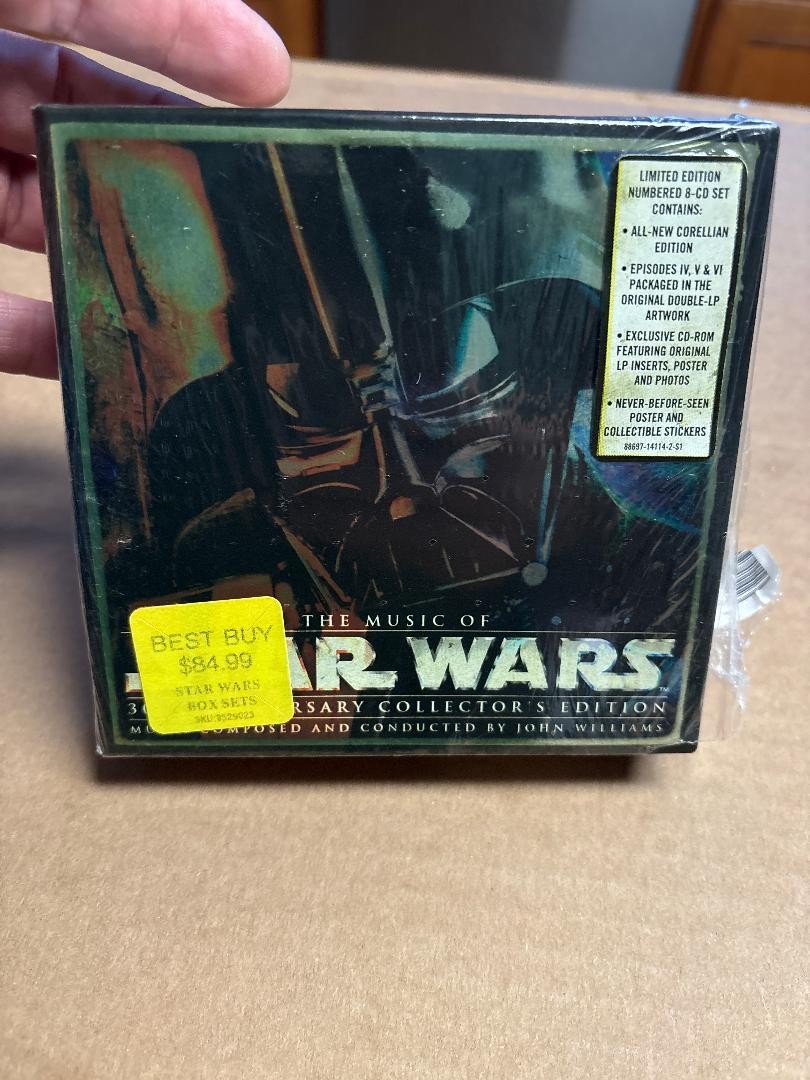 LIMITED EDITION
NUMBERED 8-CD SET
CONTAINS:
• ALL-NEW CORELLIAN
EDITION
• EPISODES IV, V & VI
PACKAGED IN THE
ORIGINAL DOUBLE-LP
ARTWORK
• EXCLUSIVE CD-ROM
FEATURING ORIGINAL
LP INSERTS, POSTER
AND PHOTOS
• NEVER-BEFORE-SEEN
POSTER AND
COLLECTIBLE STICKERS
88697-14114-2-S1
THE MUSIC OF
AR WARS
RSARY COLLECTOR'S EDITION
COMPOSED AND CONDUCTED BY JOHN WILLIAMS
BEST BUY
$84.99
STAR WARS
BOX SETS
SKU:8529023